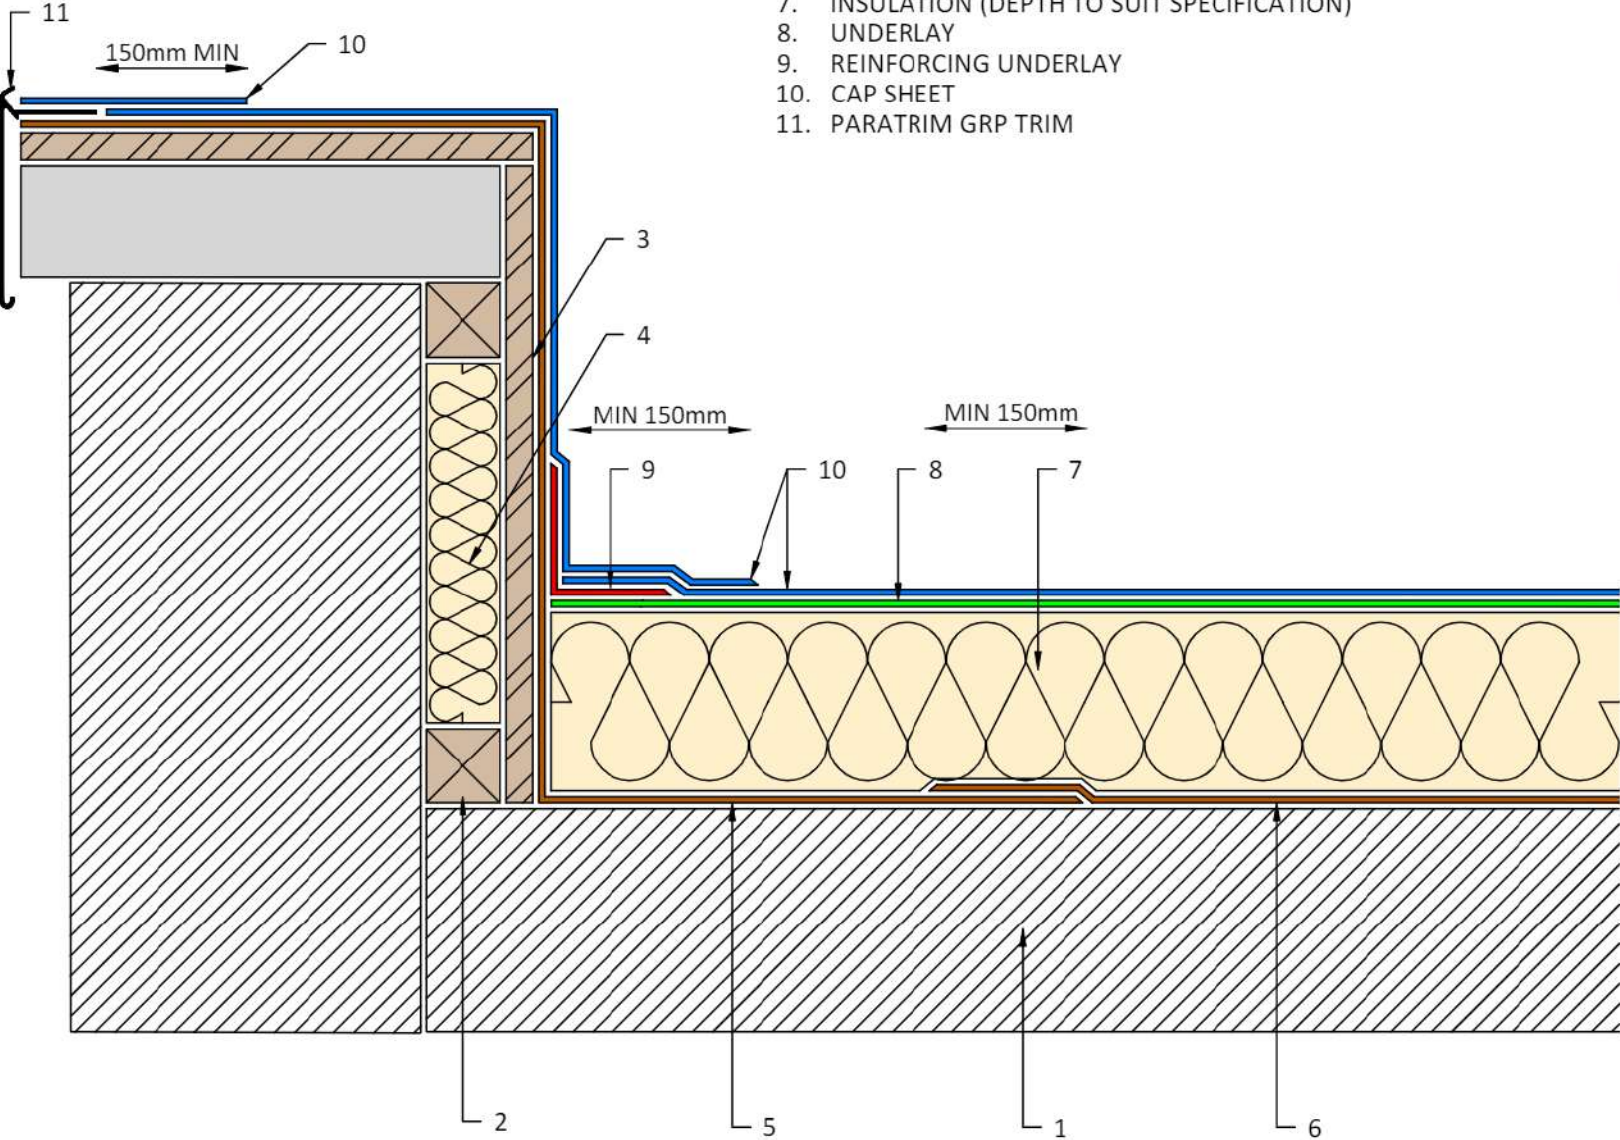 7. INSULATION (DEPTH TO SUIT SPECIFICATION)
8. UNDERLAY
9. REINFORCING UNDERLAY
10. CAP SHEET
11. PARATRIM GRP TRIM
11
150mm MIN
10
3
4
MIN 150mm
MIN 150mm
9
10
8
7
2
5
1
6